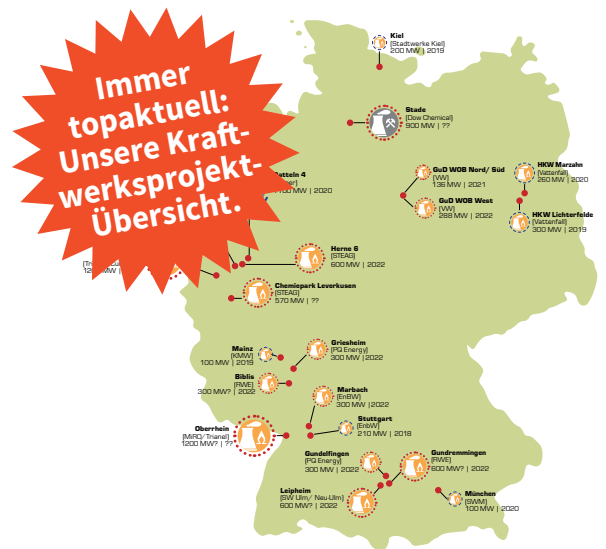 Immer
topaktuell:
Unsere Kraft-
werksprojekt-
Übersicht.
Kiel
(Stadtwerke Kiel)
200 MW | 2019
Stade
(Dow Chemical)
900 MW | ??
GuD WOB Nord/ Süd
(VW)
136 MW | 2021
GuD WOB West
(VW)
288 MW | 2022
HKW Marzahn
(Vattenfall)
260 MW | 2020
HKW Lichterfelde
(Vattenfall)
300 MW | 2019
4
MW | 2020
Herne 6
(STEAG)
600 MW | 2022
MW |
Chemiepark Leverkusen
(STEAG)
570 MW | ??
Mainz
(KMW)
100 MW | 2019
Griesheim
(PQ Energy)
300 MW | 2022
Biblis
(RWE)
300 MW? | 2022
Marbach
(EnBW)
300 MW |2022
Stuttgart
(EnbW)
210 MW | 2018
Oberrhein
(MiRO/Trianel)
1200 MW? | ??
Gundelfingen
(PQ Energy)
300 MW | 2022
Gundremmingen
(RWE)
600 MW? | 2022
Leipheim
(SW Ulm/ Neu-Ulm)
600 MW? | 2022
München
(SWM)
100 MW | 2020